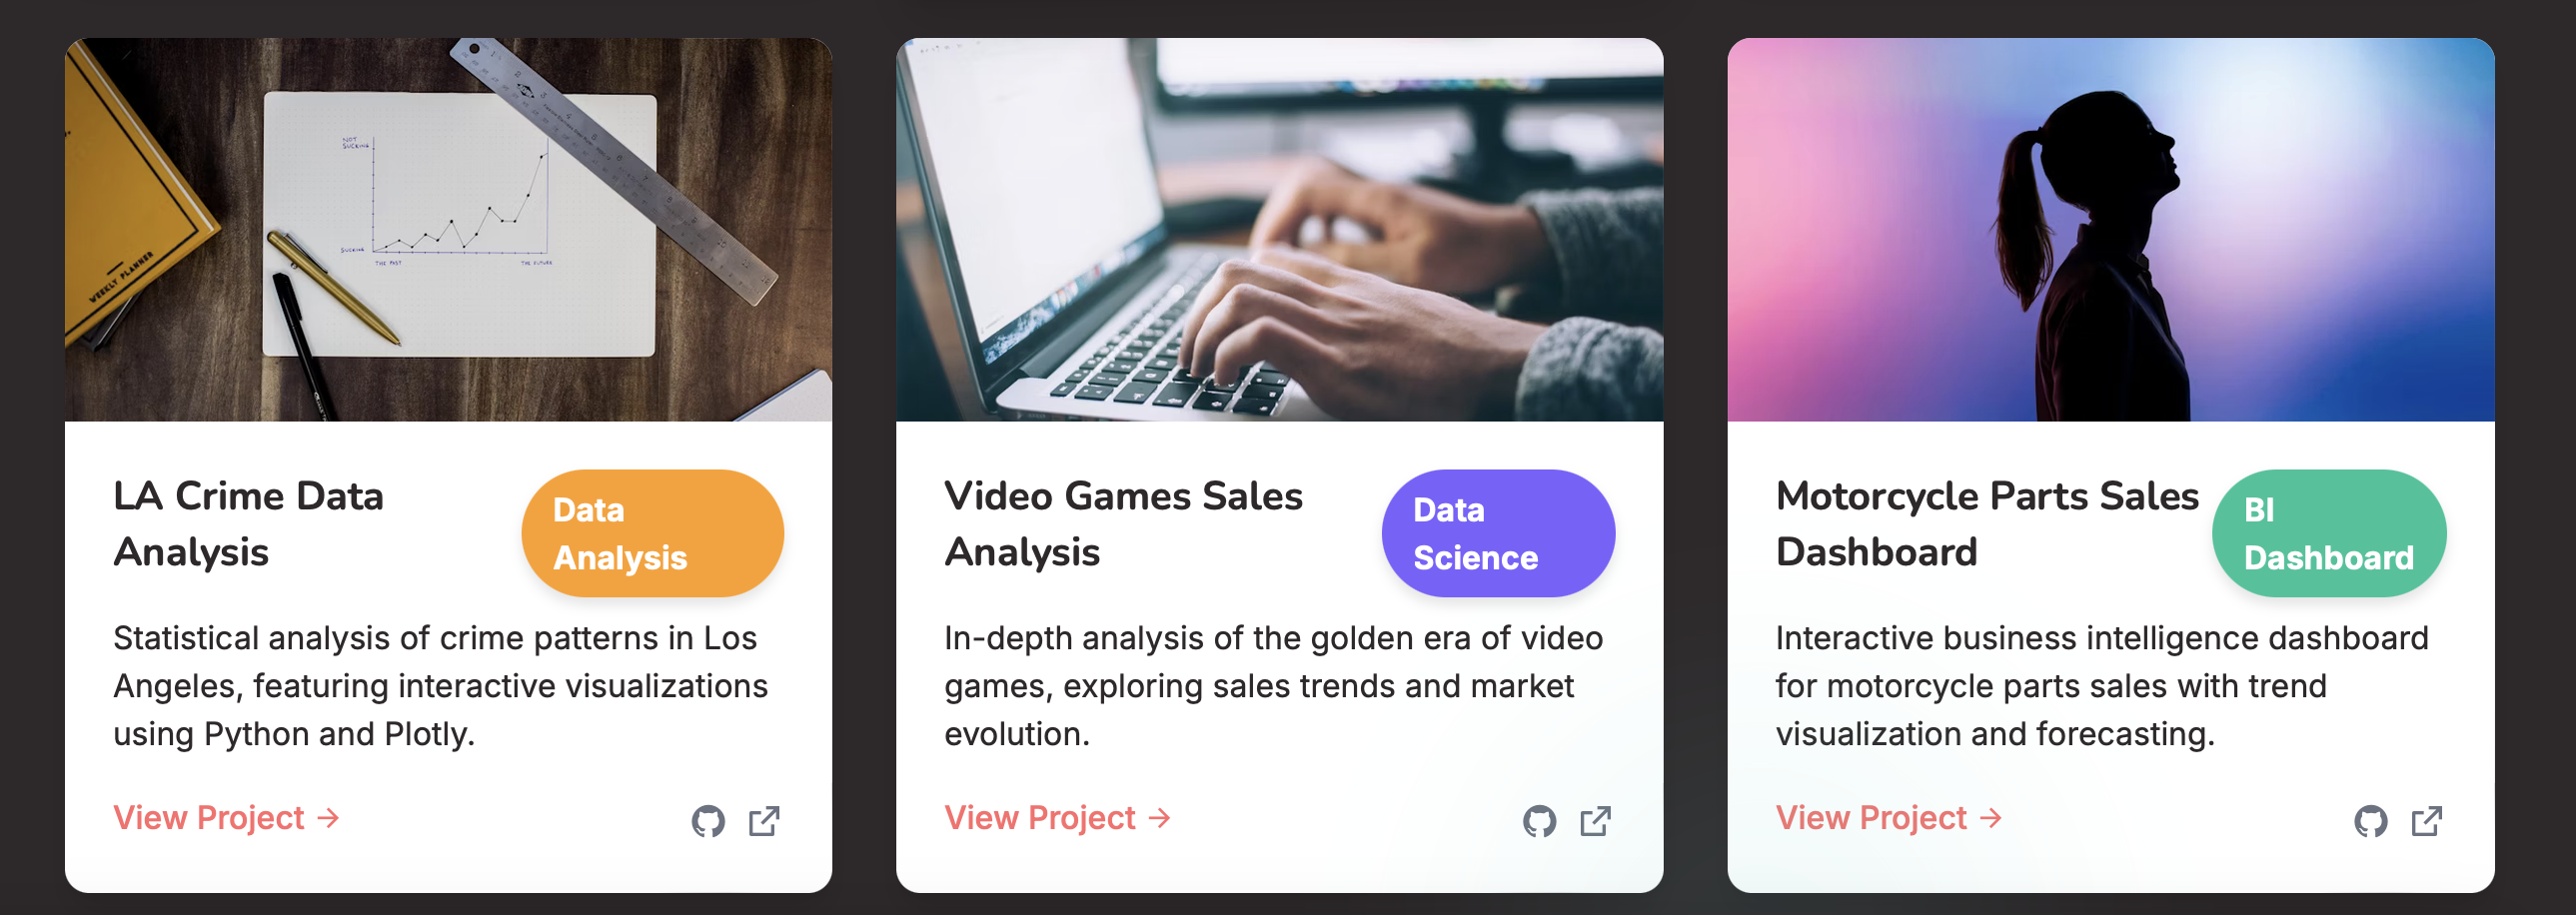 NOT
SUCKING
SUCKING
THE PAST
THE FUTURE
WEEKLY PLANNER
LA Crime Data
Analysis
Data
Analysis
Statistical analysis of crime patterns in Los
Angeles, featuring interactive visualizations
using Python and Plotly.
View Project →
Video Games Sales
Analysis
Data
Science
In-depth analysis of the golden era of video
games, exploring sales trends and market
evolution.
View Project →
Motorcycle Parts Sales
Dashboard
BI
Dashboard
Interactive business intelligence dashboard
for motorcycle parts sales with trend
visualization and forecasting.
View Project →